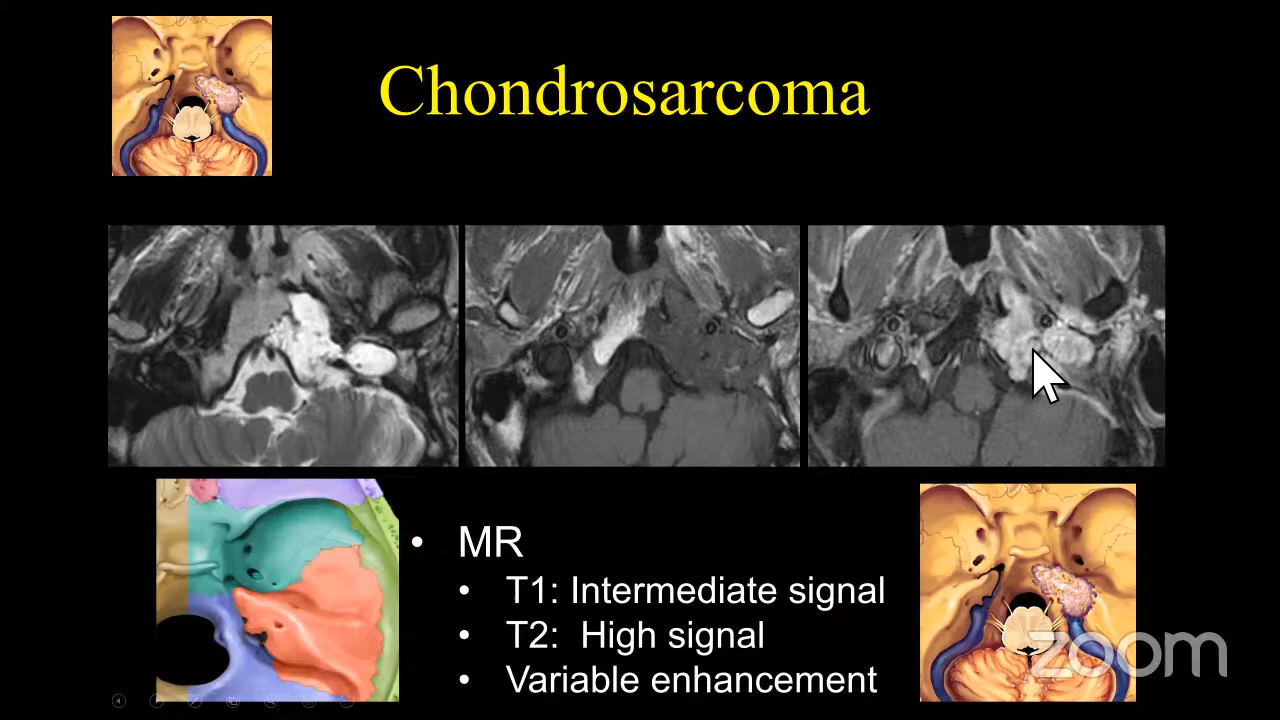 Chondrosarcoma
• MR
• T1: Intermediate signal
• T2: High signal
• Variable enhancement
zoom